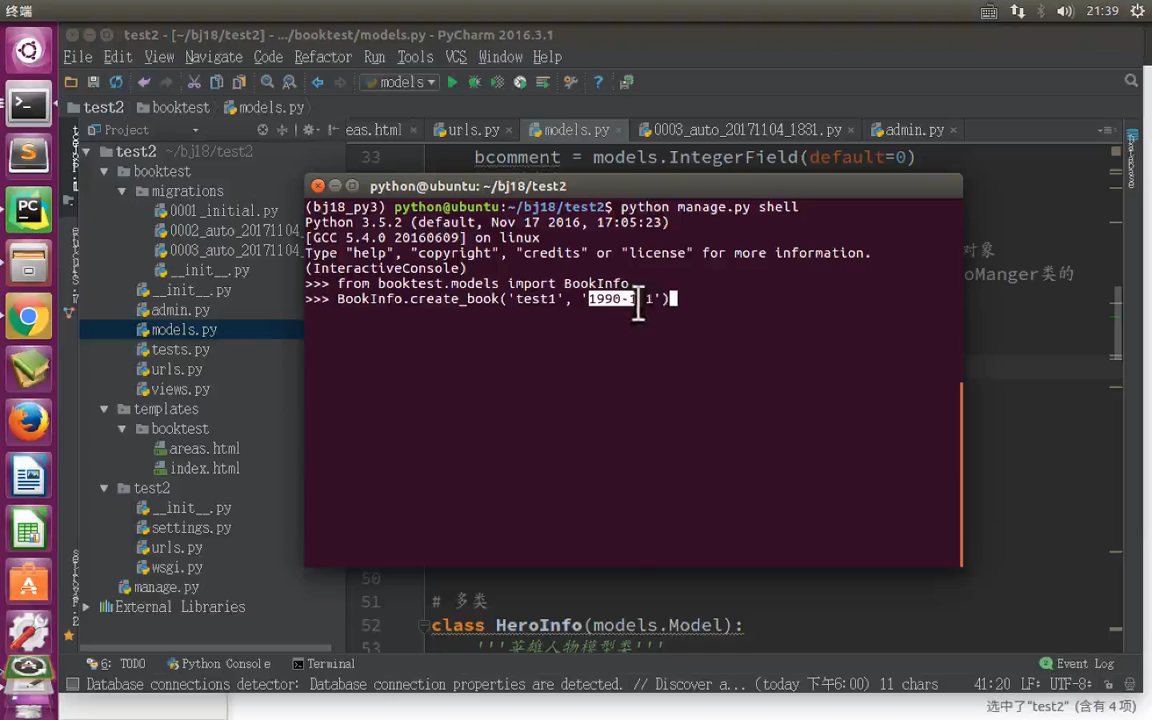 终端
21:39
test2 - [~/bj18/test2] - .../booktest/models.py - PyCharm 2016.3.1
File Edit View Navigate Code Refactor Run Tools VCS Window Help
models
test2 booktest models.py
Project
eas.html urls.py models.py 0003_auto_20171104_1831.py admin.py
test2 ~/bj18/test2
booktest
migrations
0001_initial.py
0002_auto_20171104
0003_auto_20171104
__init__.py
__init__.py
admin.py
models.py
tests.py
urls.py
views.py
templates
booktest
areas.html
index.html
test2
__init__.py
settings.py
urls.py
wsgi.py
manage.py
External Libraries
33 bcomment = models.IntegerField(default=0)
对象
oManger类的
python@ubuntu: ~/bj18/test2
(bj18_py3) python@ubuntu:~/bj18/test2$ python manage.py shell
Python 3.5.2 (default, Nov 17 2016, 17:05:23)
[GCC 5.4.0 20160609] on linux
Type "help", "copyright", "credits" or "license" for more information.
(InteractiveConsole)
>>> from booktest.models import BookInfo
>>> BookInfo.create_book('test1', '1990-1-1')
50
51 # 多类
52 class HeroInfo(models.Model):
53 '''英雄人物模型类'''
6: TODO Python Console Terminal Event Log
Database connections detector: Database connection properties are detected. // Discover a... (today 下午6:00) 11 chars 41:20 LF: UTF-8:
选中了"test2" (含有 4 项)